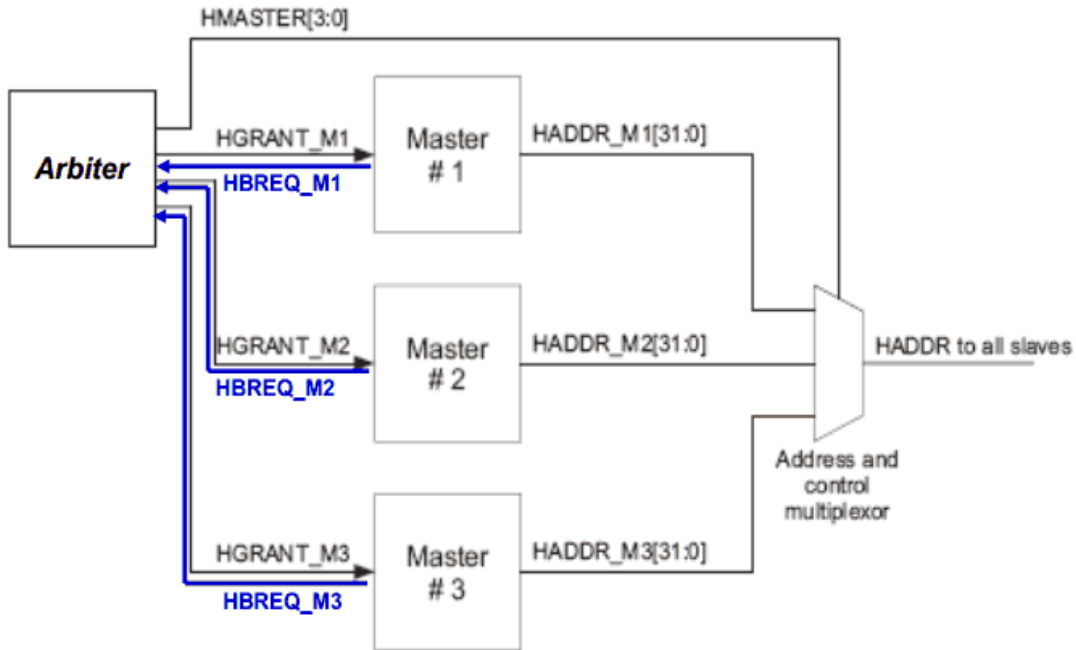 HMASTER[3:0]
Arbiter
HGRANT_M1
HBREQ_M1
Master
# 1
HADDR_M1[31:0]
HGRANT_M2
HBREQ_M2
Master
# 2
HADDR_M2[31:0]
HADDR to all slaves
Address and
control
multiplexor
HGRANT_M3
HBREQ_M3
Master
# 3
HADDR_M3[31:0]